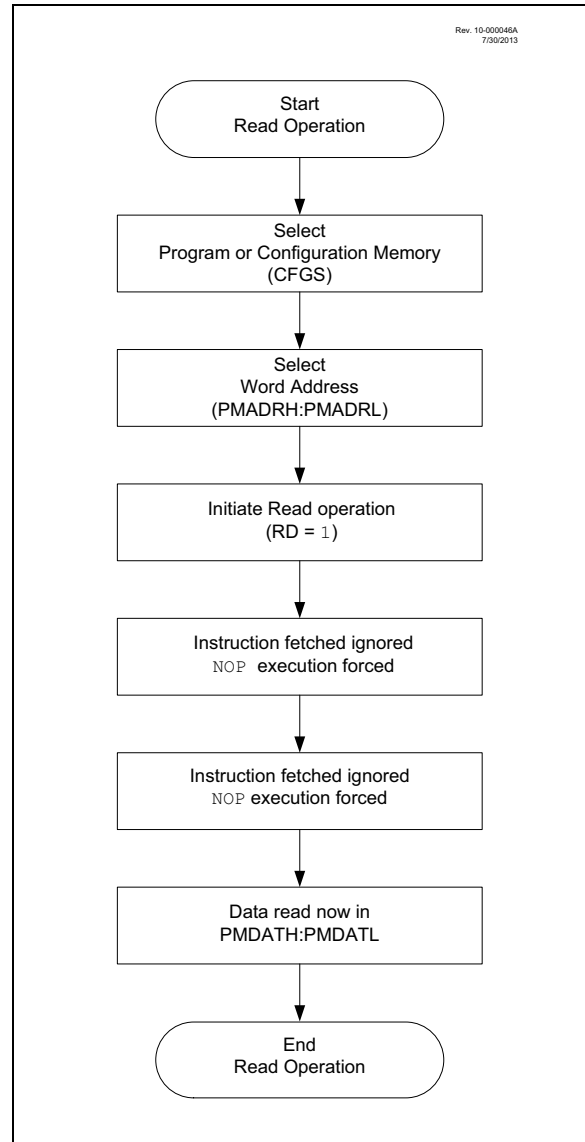 Rev. 10-000046A
7/30/2013
Start
Read Operation
Select
Program or Configuration Memory
(CFGS)
Select
Word Address
(PMADRH:PMADRL)
Initiate Read operation
(RD = 1)
Instruction fetched ignored
NOP execution forced
Instruction fetched ignored
NOP execution forced
Data read now in
PMDATH:PMDATL
End
Read Operation